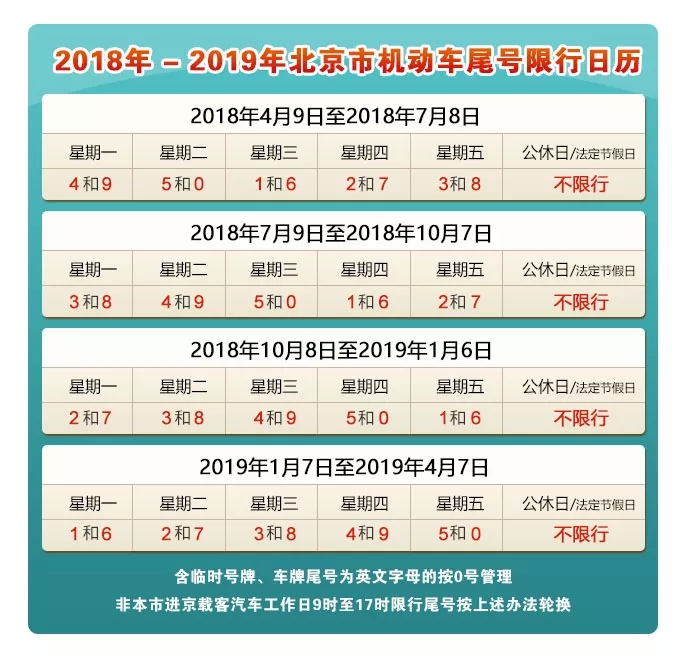 2018年 – 2019年北京市机动车尾号限行日历
2018年4月9日至2018年7月8日
星期一 星期二 星期三 星期四 星期五 公休日/法定节假日
4和9 5和0 1和6 2和7 3和8 不限行
2018年7月9日至2018年10月7日
星期一 星期二 星期三 星期四 星期五 公休日/法定节假日
3和8 4和9 5和0 1和6 2和7 不限行
2018年10月8日至2019年1月6日
星期一 星期二 星期三 星期四 星期五 公休日/法定节假日
2和7 3和8 4和9 5和0 1和6 不限行
2019年1月7日至2019年4月7日
星期一 星期二 星期三 星期四 星期五 公休日/法定节假日
1和6 2和7 3和8 4和9 5和0 不限行
含临时号牌、车牌尾号为英文字母的按0号管理
非本市进京载客汽车工作日9时至17时限行尾号按上述办法轮换